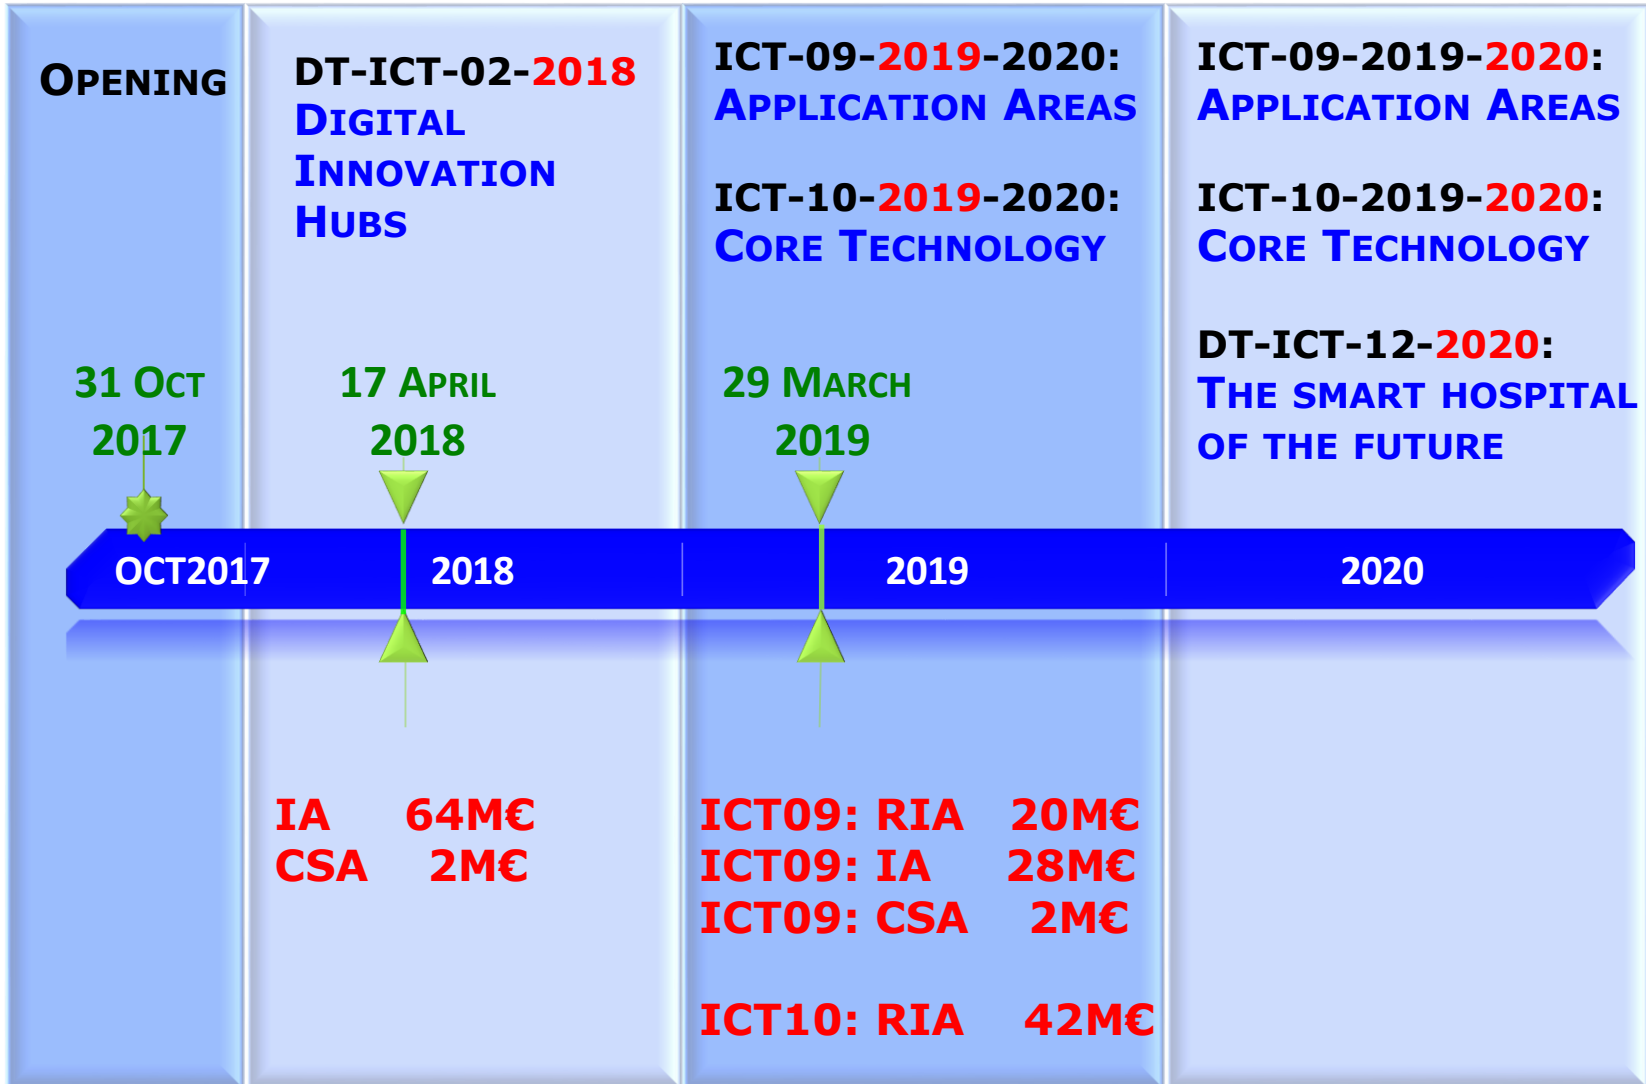 OPENING
31 OCT
2017
DT-ICT-02-2018
DIGITAL
INNOVATION
HUBS
17 APRIL
2018
ICT-09-2019-2020:
APPLICATION AREAS
ICT-10-2019-2020:
CORE TECHNOLOGY
29 MARCH
2019
ICT-09-2019-2020:
APPLICATION AREAS
ICT-10-2019-2020:
CORE TECHNOLOGY
DT-ICT-12-2020:
THE SMART HOSPITAL
OF THE FUTURE
OCT2017
2018
2019
2020
IA 64M€
CSA 2M€
ICT09: RIA 20M€
ICT09: IA 28M€
ICT09: CSA 2M€
ICT10: RIA 42M€